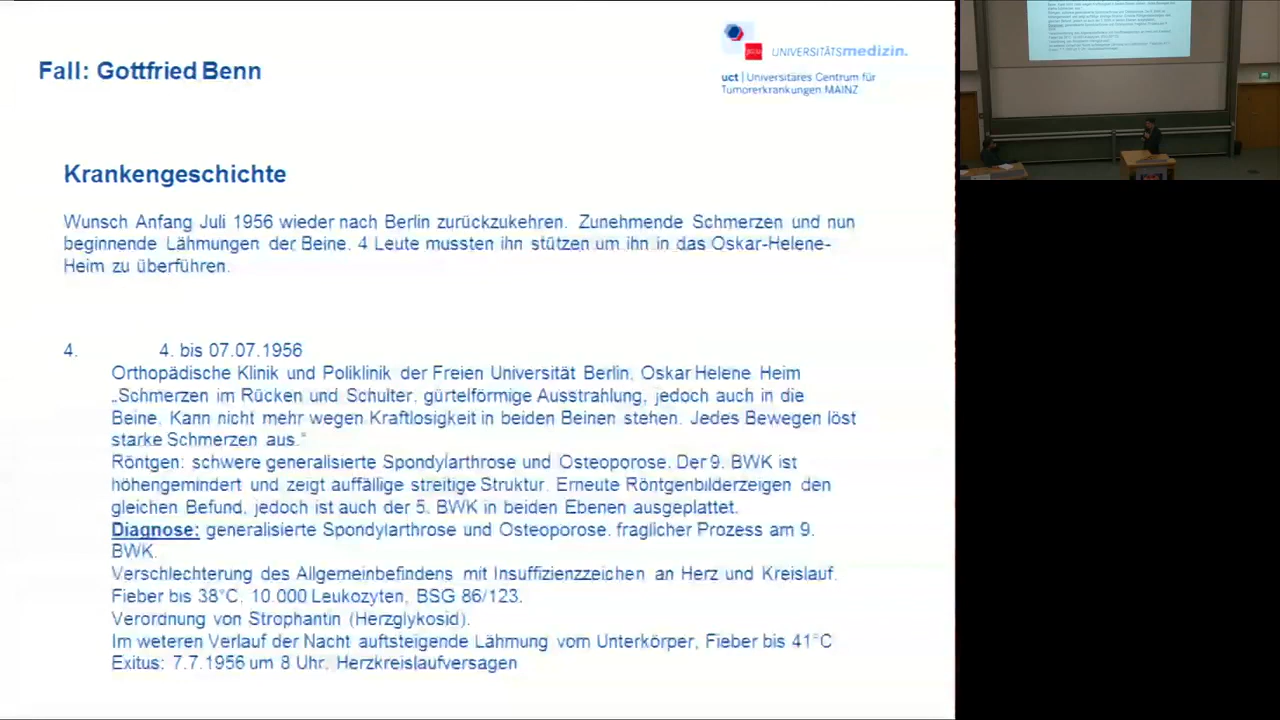 Fall: Gottfried Benn
UNIVERSITÄTSmedizin.
uct | Universitäres Centrum für
Tumorerkrankungen MAINZ
Krankengeschichte
Wunsch Anfang Juli 1956 wieder nach Berlin zurückzukehren. Zunehmende Schmerzen und nun
beginnende Lähmungen der Beine. 4 Leute mussten ihn stützen um ihn in das Oskar-Helene-
Heim zu überführen.
4. 4. bis 07.07.1956
Orthopädische Klinik und Poliklinik der Freien Universität Berlin, Oskar Helene Heim
„Schmerzen im Rücken und Schulter, gürtelförmige Ausstrahlung, jedoch auch in die
Beine. Kann nicht mehr wegen Kraftlosigkeit in beiden Beinen stehen. Jedes Bewegen löst
starke Schmerzen aus.“
Röntgen: schwere generalisierte Spondylarthrose und Osteoporose. Der 9. BWK ist
höhengemindert und zeigt auffällige streitige Struktur. Erneute Röntgenbilderzeigen den
gleichen Befund, jedoch ist auch der 5. BWK in beiden Ebenen ausgeplattet.
Diagnose: generalisierte Spondylarthrose und Osteoporose, fraglicher Prozess am 9.
BWK.
Verschlechterung des Allgemeinbefindens mit Insuffizienzzeichen an Herz und Kreislauf.
Fieber bis 38°C, 10 000 Leukozyten, BSG 86/123.
Verordnung von Strophantin (Herzglykosid).
Im weiteren Verlauf der Nacht auftsteigende Lähmung vom Unterkörper, Fieber bis 41°C
Exitus: 7.7.1956 um 8 Uhr. Herzkreislaufversagen